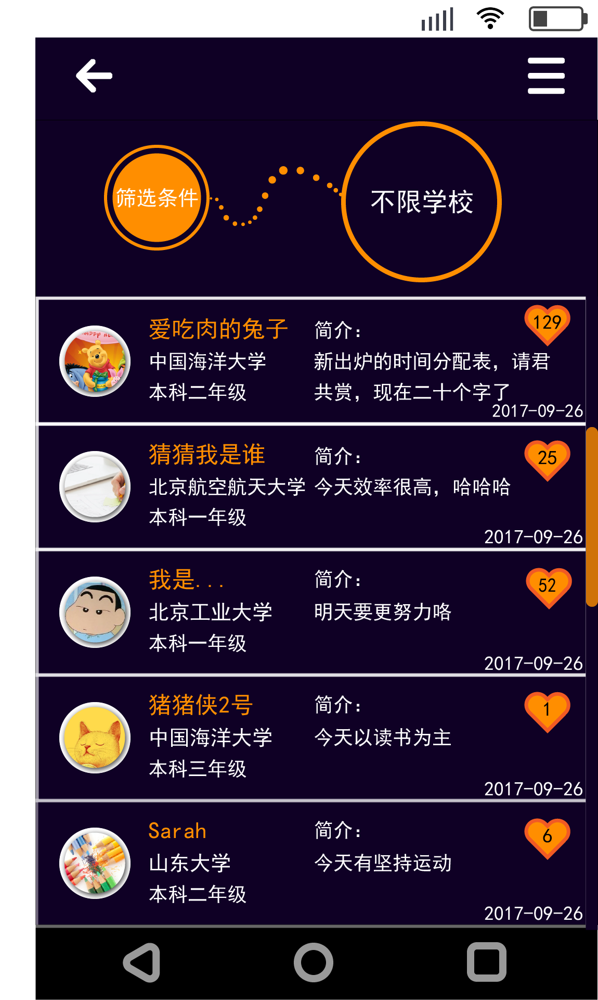 筛选条件
不限学校
爱吃肉的兔子
中国海洋大学
本科二年级
简介：
新出炉的时间分配表，请君
共赏，现在二十个字了
129
2017-09-26
猜猜我是谁
北京航空航天大学
本科一年级
简介：
今天效率很高，哈哈哈
25
2017-09-26
我是...
北京工业大学
本科一年级
简介：
明天要更努力咯
52
2017-09-26
猪猪侠2号
中国海洋大学
本科三年级
简介：
今天以读书为主
1
2017-09-26
Sarah
山东大学
本科二年级
简介：
今天有坚持运动
6
2017-09-26